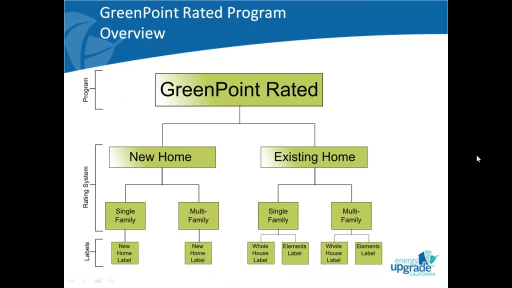 GreenPoint Rated Program
Overview
Program
GreenPoint Rated
Rating System
New Home
Existing Home
Single
Family
Multi-
Family
Single
Family
Multi-
Family
Labels
New
Home
Label
New
Home
Label
Whole
House
Label
Elements
Label
Whole
House
Label
Elements
Label
energy
upgrade
CALIFORNIA